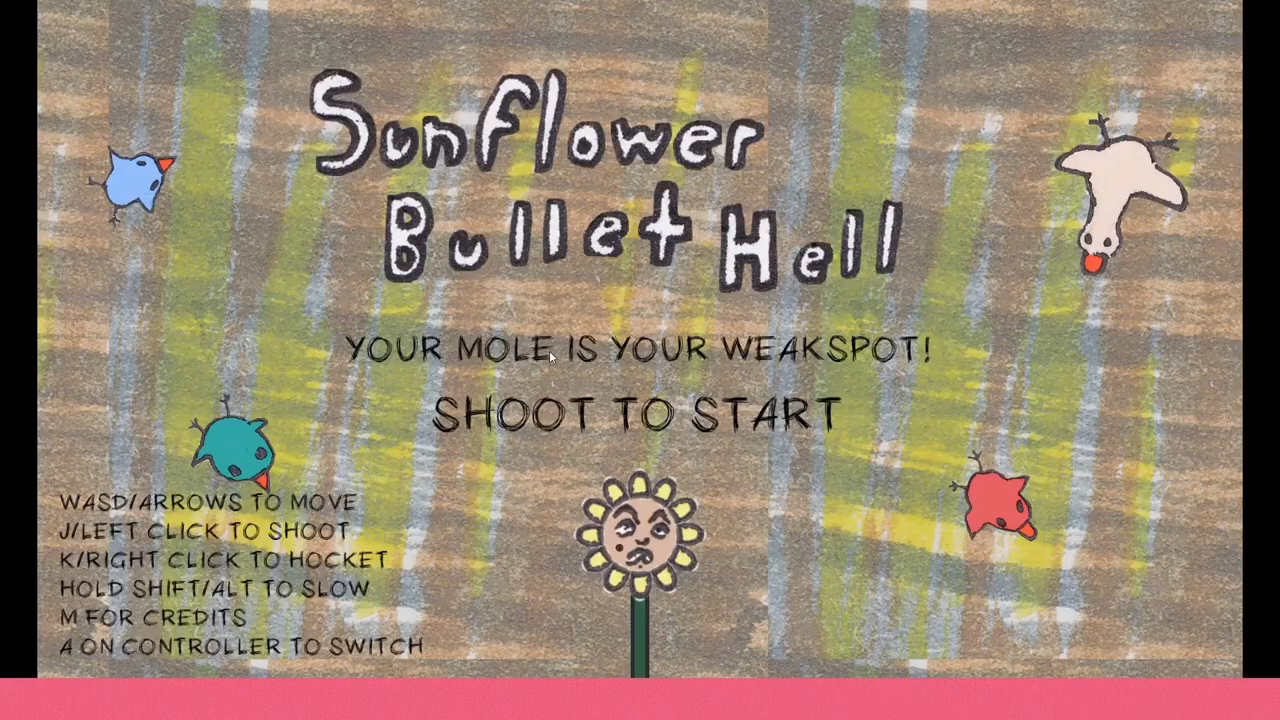 Sunflower
Bullet Hell
YOUR MOLE IS YOUR WEAKSPOT!
SHOOT TO START
WASD/ARROWS TO MOVE
J/LEFT CLICK TO SHOOT
K/RIGHT CLICK TO HOCKET
HOLD SHIFT/ALT TO SLOW
M FOR CREDITS
A ON CONTROLLER TO SWITCH